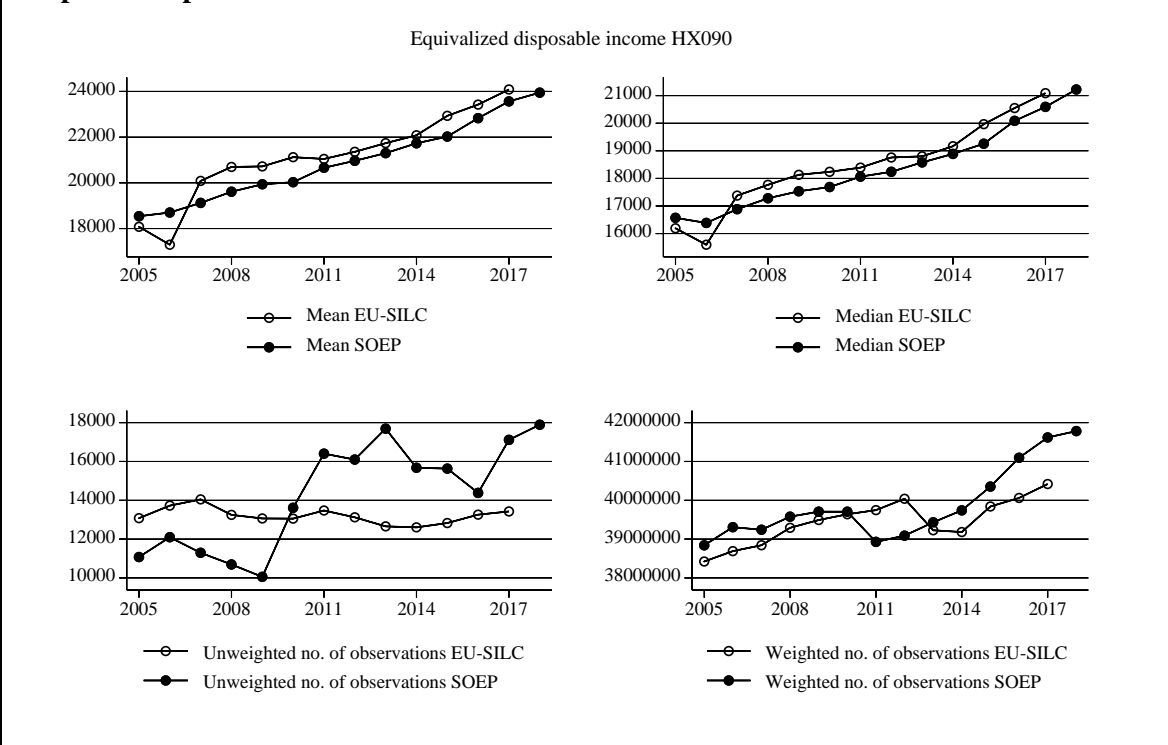 Equivalized disposable income HX090
24000
22000
20000
18000
2005 2008 2011 2014 2017
Mean EU-SILC
Mean SOEP
21000
20000
19000
18000
17000
16000
2005 2008 2011 2014 2017
Median EU-SILC
Median SOEP
18000
16000
14000
12000
10000
2005 2008 2011 2014 2017
Unweighted no. of observations EU-SILC
Unweighted no. of observations SOEP
42000000
41000000
40000000
39000000
38000000
2005 2008 2011 2014 2017
Weighted no. of observations EU-SILC
Weighted no. of observations SOEP